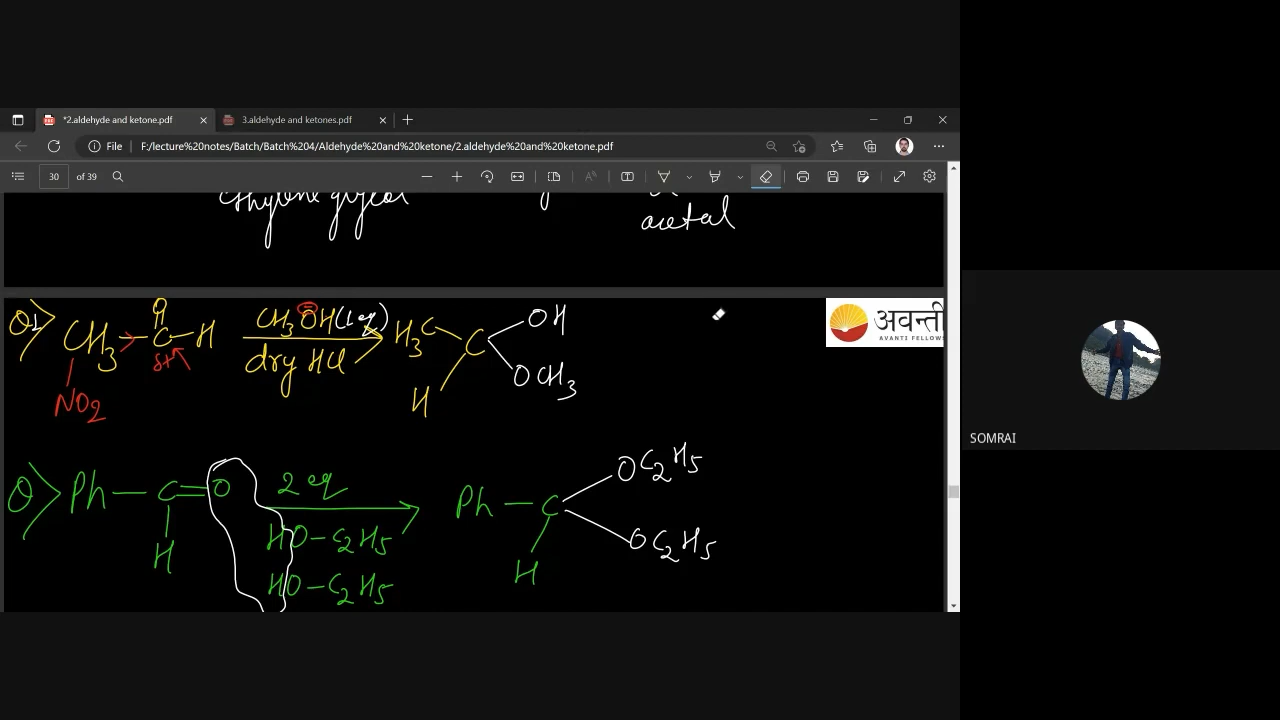 *2.aldehyde and ketone.pdf
3.aldehyde and ketones.pdf
File
F:/lecture%20notes/Batch/Batch%204/Aldehyde%20and%20ketone/2.aldehyde%20and%20ketone.pdf
30 of 39
ethylene glycol
acetal
Q1> CH3 – C – H
O
δ+
NO2
CH3OH (1 eq)
dry HCl
H3C C OH
OCH3
H
अवन्ती
AVANTI FELLOWS
Q> Ph – C = O
H
2 eq
HO – C2H5
HO – C2H5
Ph – C
OC2H5
OC2H5
H
SOMRAI